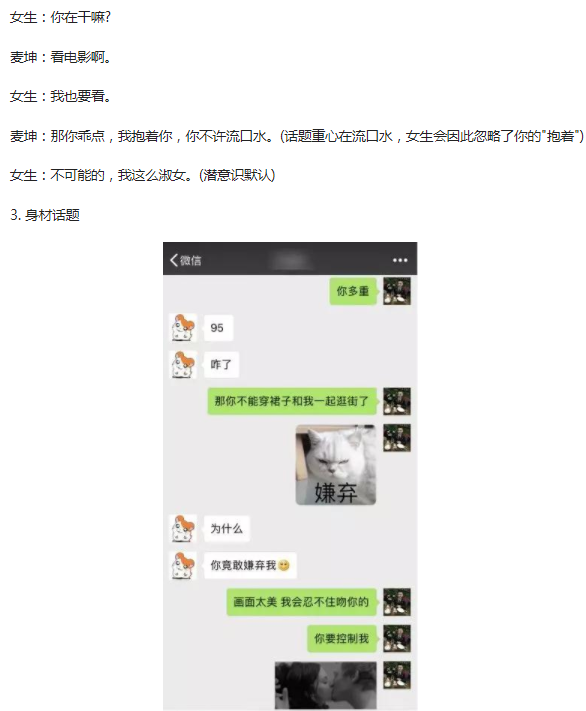 女生：你在干嘛?
麦坤：看电影啊。
女生：我也要看。
麦坤：那你乖点，我抱着你，你不许流口水。(话题重心在流口水，女生会因此忽略了你的"抱着")
女生：不可能的，我这么淑女。(潜意识默认)
3. 身材话题
微信
你多重
95
咋了
那你不能穿裙子和我一起逛街了
嫌弃
为什么
你竟敢嫌弃我
画面太美 我会忍不住吻你的
你要控制我